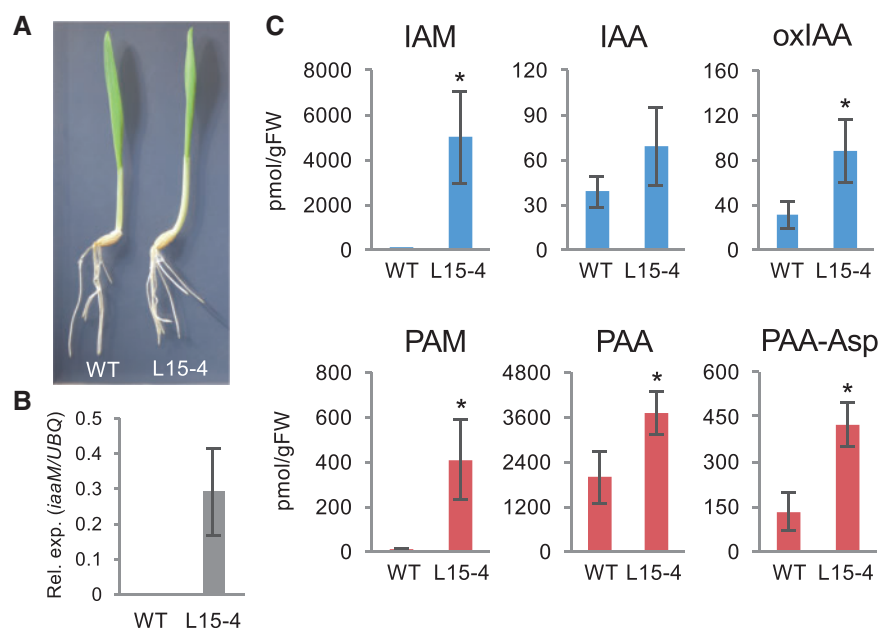 A
WT L15-4
B
Rel. exp. (iaaM/UBQ)
0.5
0.4
0.3
0.2
0.1
0
WT L15-4
C
IAM
pmol/gFW
8000
6000
4000
2000
0
*
WT L15-4
IAA
120
90
60
30
0
WT L15-4
oxIAA
160
120
80
40
0
*
WT L15-4
PAM
pmol/gFW
800
600
400
200
0
*
WT L15-4
PAA
4800
3600
2400
1200
0
*
WT L15-4
PAA-Asp
600
450
300
150
0
*
WT L15-4